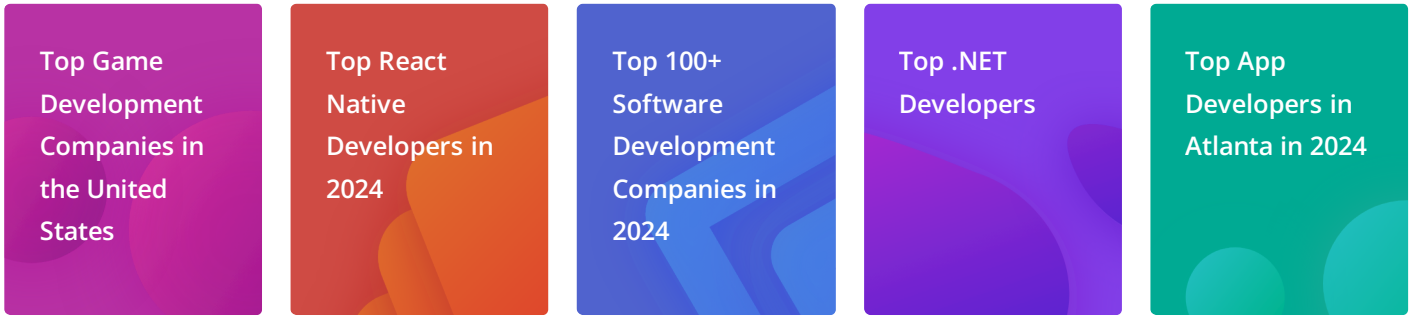 Top Game
Development
Companies in
the United
States
Top React
Native
Developers in
2024
Top 100+
Software
Development
Companies in
2024
Top .NET
Developers
Top App
Developers in
Atlanta in 2024